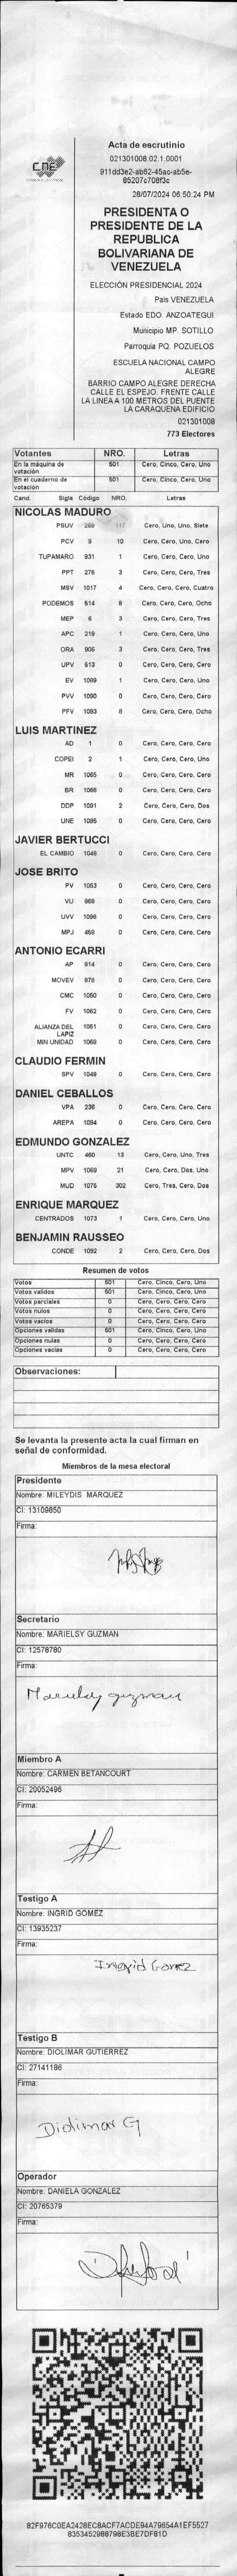 Acta de escrutinio
021301008.02.1.0001
911dd3e2-ab62-45ac-ab5e-
85207c708f3c
28/07/2024 06:50:24 PM
PRESIDENTA O
PRESIDENTE DE LA
REPUBLICA
BOLIVARIANA DE
VENEZUELA
CNE
ELECCIÓN PRESIDENCIAL 2024
Pais VENEZUELA
Estado EDO. ANZOATEGUI
Municipio MP. SOTILLO
Parroquia PQ. POZUELOS
ESCUELA NACIONAL CAMPO
ALEGRE
BARRIO CAMPO ALEGRE DERECHA
CALLE EL ESPEJO. FRENTE CALLE
LA LINEA A 100 METROS DEL PUENTE
LA CARAQUENA EDIFICIO
021301008
773 Electores
Votantes NRO. Letras
En la máquina de votación 501 Cero, Cinco, Cero, Uno
En el cuaderno de votación 501 Cero, Cinco, Cero, Uno
Cand. Sigla Código NRO. Letras
NICOLAS MADURO
PSUV 269 117 Cero, Uno, Uno, Siete
PCV 9 10 Cero, Cero, Uno, Cero
TUPAMARO 931 1 Cero, Cero, Cero, Uno
PPT 276 3 Cero, Cero, Cero, Tres
MSV 1017 4 Cero, Cero, Cero, Cuatro
PODEMOS 514 8 Cero, Cero, Cero, Ocho
MEP 6 3 Cero, Cero, Cero, Tres
APC 219 1 Cero, Cero, Cero, Uno
ORA 906 3 Cero, Cero, Cero, Tres
UPV 513 0 Cero, Cero, Cero, Cero
EV 1089 1 Cero, Cero, Cero, Uno
PVV 1090 0 Cero, Cero, Cero, Cero
PFV 1093 8 Cero, Cero, Cero, Ocho
LUIS MARTINEZ
AD 1 0 Cero, Cero, Cero, Cero
COPEI 2 1 Cero, Cero, Cero, Uno
MR 1065 0 Cero, Cero, Cero, Cero
BR 1066 0 Cero, Cero, Cero, Cero
DDP 1091 2 Cero, Cero, Cero, Dos
UNE 1095 0 Cero, Cero, Cero, Cero
JAVIER BERTUCCI
EL CAMBIO 1048 0 Cero, Cero, Cero, Cero
JOSE BRITO
PV 1053 0 Cero, Cero, Cero, Cero
VU 968 0 Cero, Cero, Cero, Cero
UVV 1096 0 Cero, Cero, Cero, Cero
MPJ 458 0 Cero, Cero, Cero, Cero
ANTONIO ECARRI
AP 814 0 Cero, Cero, Cero, Cero
MOVEV 878 0 Cero, Cero, Cero, Cero
CMC 1050 0 Cero, Cero, Cero, Cero
FV 1062 0 Cero, Cero, Cero, Cero
ALIANZA DEL LAPIZ 1051 0 Cero, Cero, Cero, Cero
MIN UNIDAD 1069 0 Cero, Cero, Cero, Cero
CLAUDIO FERMIN
SPV 1049 0 Cero, Cero, Cero, Cero
DANIEL CEBALLOS
VPA 236 0 Cero, Cero, Cero, Cero
AREPA 1094 0 Cero, Cero, Cero, Cero
EDMUNDO GONZALEZ
UNTC 460 13 Cero, Cero, Uno, Tres
MPV 1069 21 Cero, Cero, Dos, Uno
MUD 1075 302 Cero, Tres, Cero, Dos
ENRIQUE MARQUEZ
CENTRADOS 1073 1 Cero, Cero, Cero, Uno
BENJAMIN RAUSSEO
CONDE 1092 2 Cero, Cero, Cero, Dos
Resumen de votos
Votos 501 Cero, Cinco, Cero, Uno
Votos validos 501 Cero, Cinco, Cero, Uno
Votos parciales 0 Cero, Cero, Cero, Cero
Votos nulos 0 Cero, Cero, Cero, Cero
Votos vacios 0 Cero, Cero, Cero, Cero
Opciones validas 501 Cero, Cinco, Cero, Uno
Opciones nulas 0 Cero, Cero, Cero, Cero
Opciones vacias 0 Cero, Cero, Cero, Cero
Observaciones:
Se levanta la presente acta la cual firman en
señal de conformidad.
Miembros de la mesa electoral
Presidente
Nombre: MILEYDIS MARQUEZ
CI: 13109850
Firma:
Secretario
Nombre: MARIELSY GUZMAN
CI: 12578780
Firma:
Marielsy guzman
Miembro A
Nombre: CARMEN BETANCOURT
CI: 20052496
Firma:
Testigo A
Nombre: INGRID GOMEZ
CI: 13935237
Firma:
Ingrid Gomez
Testigo B
Nombre: DIOLIMAR GUTIERREZ
CI: 27141186
Firma:
Diolimar G
Operador
Nombre: DANIELA GONZALEZ
CI: 20765379
Firma:
82F976C0EA2428EC8ACF7ACDE94A79654A1EF5527
8353452988798E3BE7DF81D